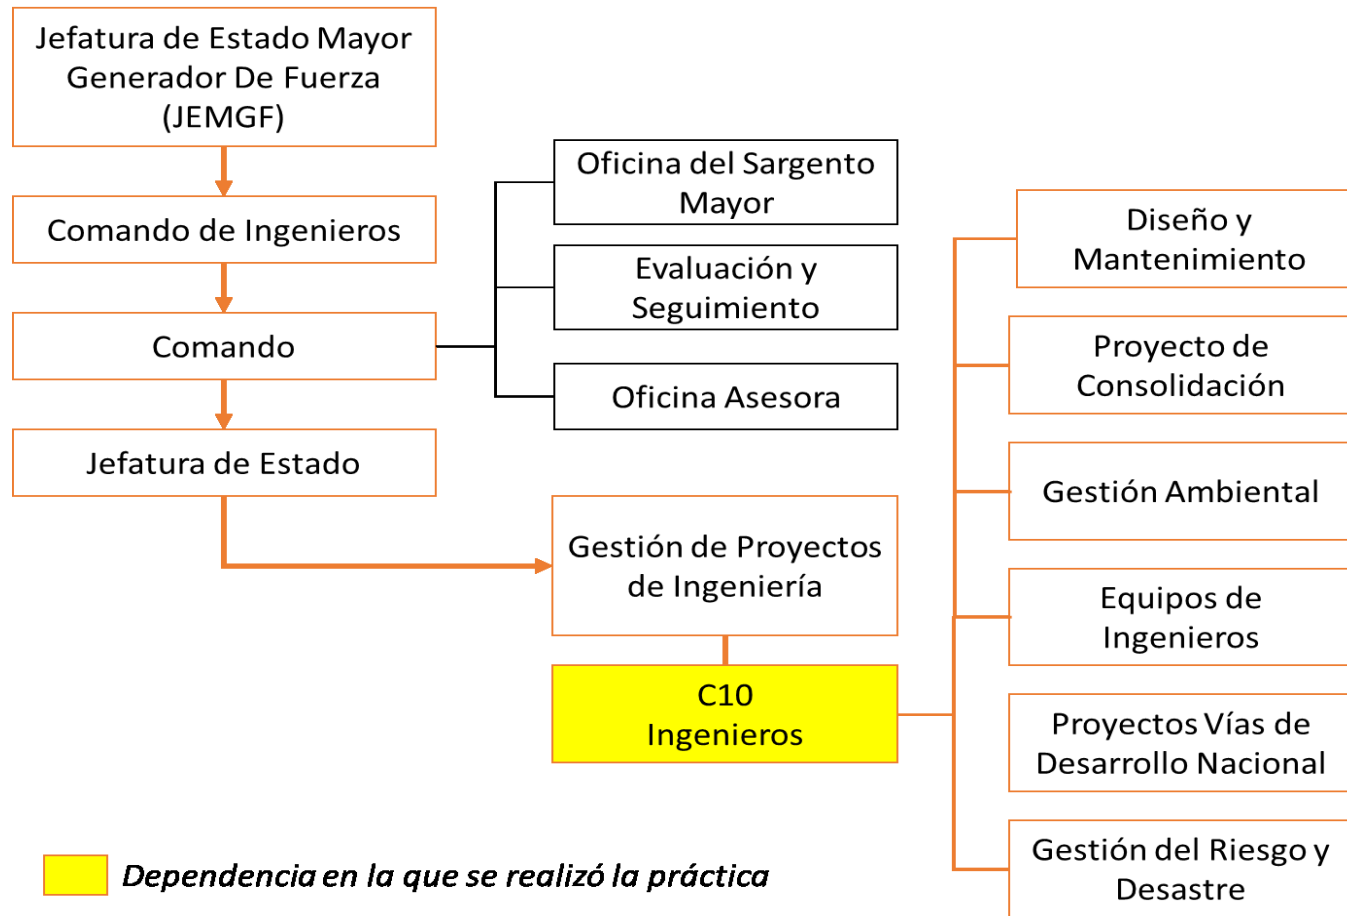 Jefatura de Estado Mayor
Generador De Fuerza
(JEMGF)
Comando de Ingenieros
Comando
Jefatura de Estado
Oficina del Sargento
Mayor
Evaluación y
Seguimiento
Oficina Asesora
Gestión de Proyectos
de Ingeniería
C10
Ingenieros
Diseño y
Mantenimiento
Proyecto de
Consolidación
Gestión Ambiental
Equipos de
Ingenieros
Proyectos Vías de
Desarrollo Nacional
Gestión del Riesgo y
Desastre
Dependencia en la que se realizó la práctica